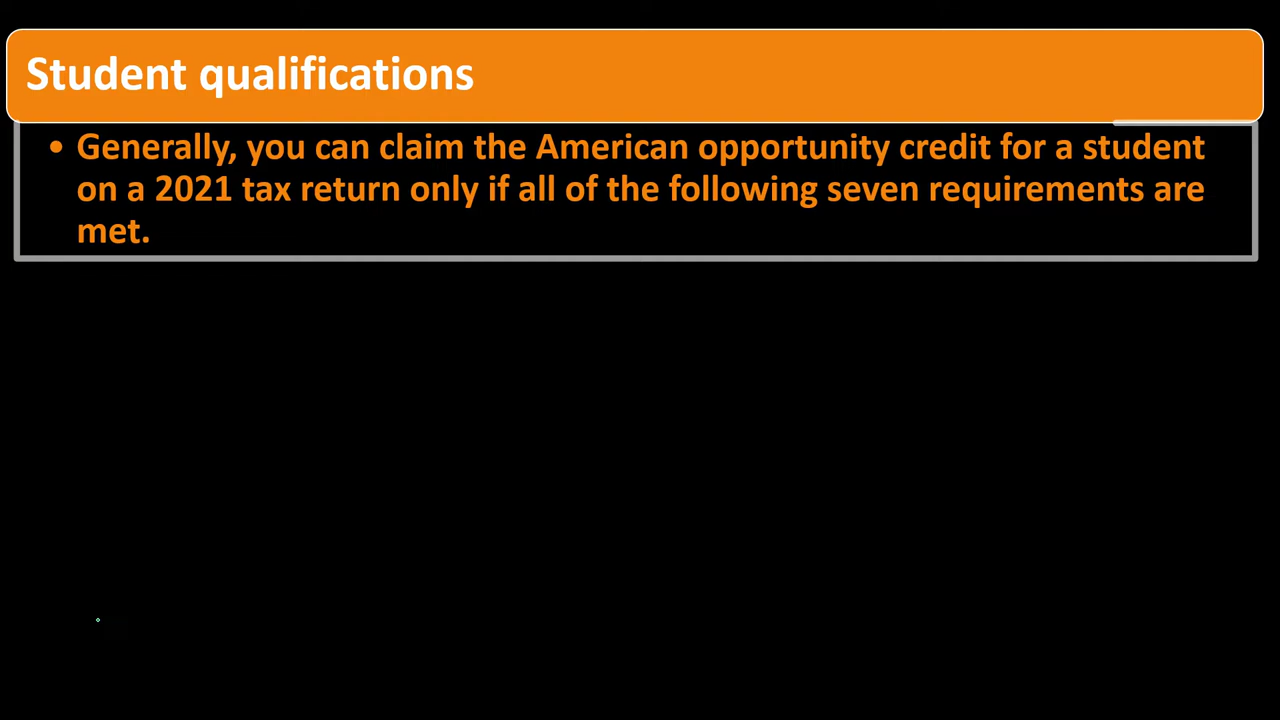 Student qualifications
• Generally, you can claim the American opportunity credit for a student
on a 2021 tax return only if all of the following seven requirements are
met.